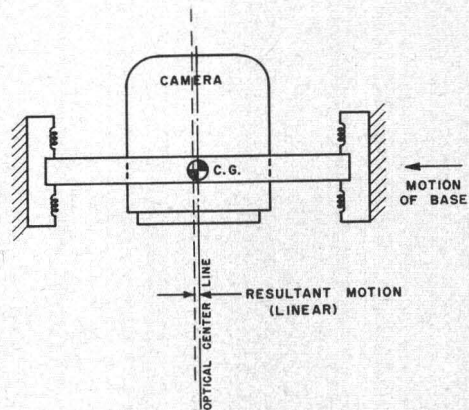 CAMERA
C.G.
MOTION
OF BASE
RESULTANT MOTION
(LINEAR)
OPTICAL CENTER LINE